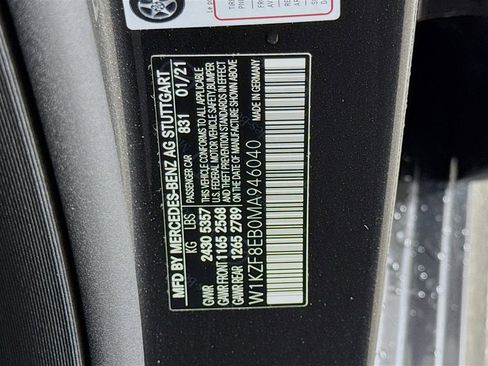 MFD BY MERCEDES-BENZ AG STUTTGART
PASSENGER CAR 831 01/21
KG LBS
GVWR 2430 5357
GAWR FRONT 1165 2568
GAWR REAR 1265 2789
THIS VEHICLE CONFORMS TO ALL APPLICABLE
U.S. FEDERAL MOTOR VEHICLE SAFETY/BUMPER
AND THEFT PREVENTION STANDARDS IN EFFECT
ON THE DATE OF MANUFACTURE SHOWN ABOVE
W1KZF8EB0MA946040
MADE IN GERMANY